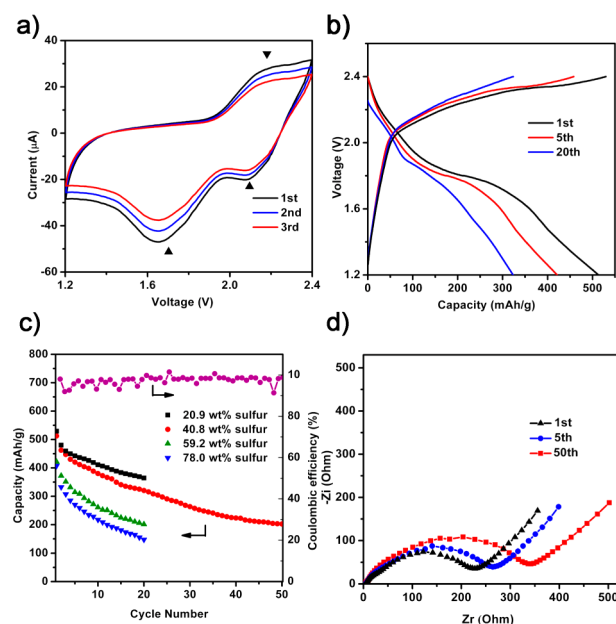 a)
40
20
0
-20
-40
-60
Current (μA)
1.2
1.6
2.0
2.4
Voltage (V)
1st
2nd
3rd
b)
2.8
2.4
2.0
1.6
1.2
Voltage (V)
0
100
200
300
400
500
Capacity (mAh/g)
1st
5th
20th
c)
800
700
600
500
400
300
200
100
0
Capacity (mAh/g)
10
20
30
40
50
Cycle Number
100
80
60
40
20
0
Coulombic efficiency (%)
20.9 wt% sulfur
40.8 wt% sulfur
59.2 wt% sulfur
78.0 wt% sulfur
d)
500
400
300
200
100
0
-Zi (Ohm)
0
100
200
300
400
500
Zr (Ohm)
1st
5th
50th